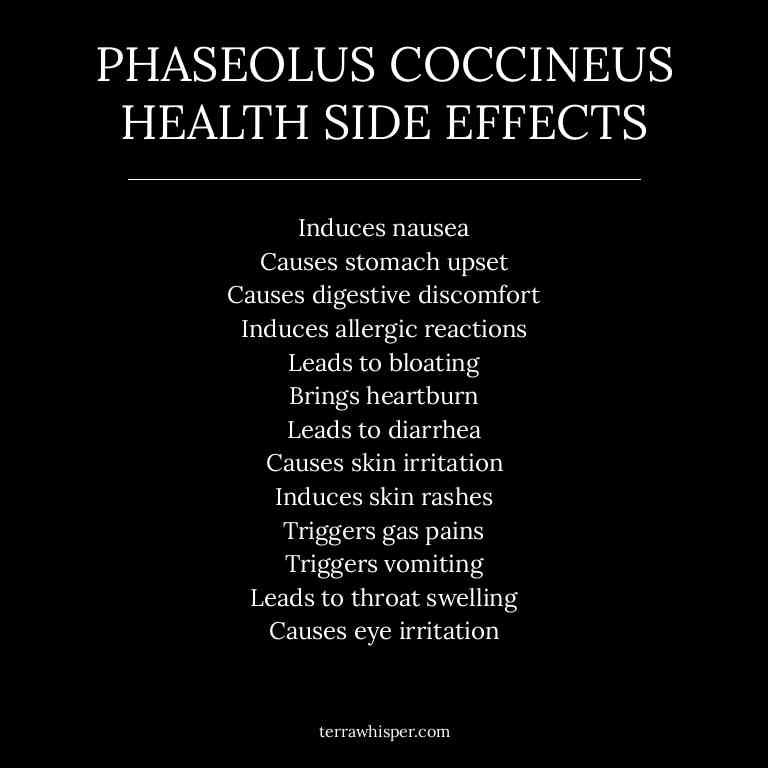 PHASEOLUS COCCINEUS
HEALTH SIDE EFFECTS
Induces nausea
Causes stomach upset
Causes digestive discomfort
Induces allergic reactions
Leads to bloating
Brings heartburn
Leads to diarrhea
Causes skin irritation
Induces skin rashes
Triggers gas pains
Triggers vomiting
Leads to throat swelling
Causes eye irritation
terrawhisper.com